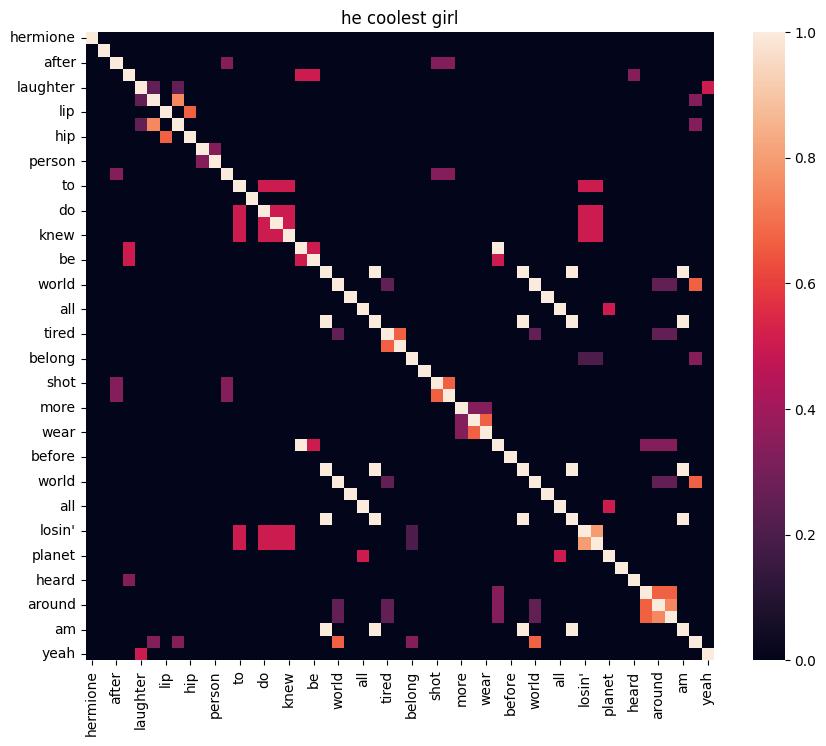 he coolest girl
hermione
after
laughter
lip
hip
person
to
do
knew
be
world
all
tired
belong
shot
more
wear
before
world
all
losin'
planet
heard
around
am
yeah
1.0
0.8
0.6
0.4
0.2
0.0
hermione
after
laughter
lip
hip
person
to
do
knew
be
world
all
tired
belong
shot
more
wear
before
world
all
losin'
planet
heard
around
am
yeah